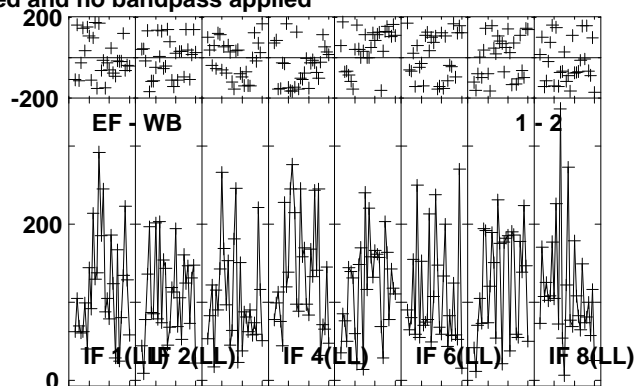 ed and no bandpass applied
200
-200
EF - WB 1 - 2
200
0
IF 1(LL) IF 2(LL) IF 4(LL) IF 6(LL) IF 8(LL)